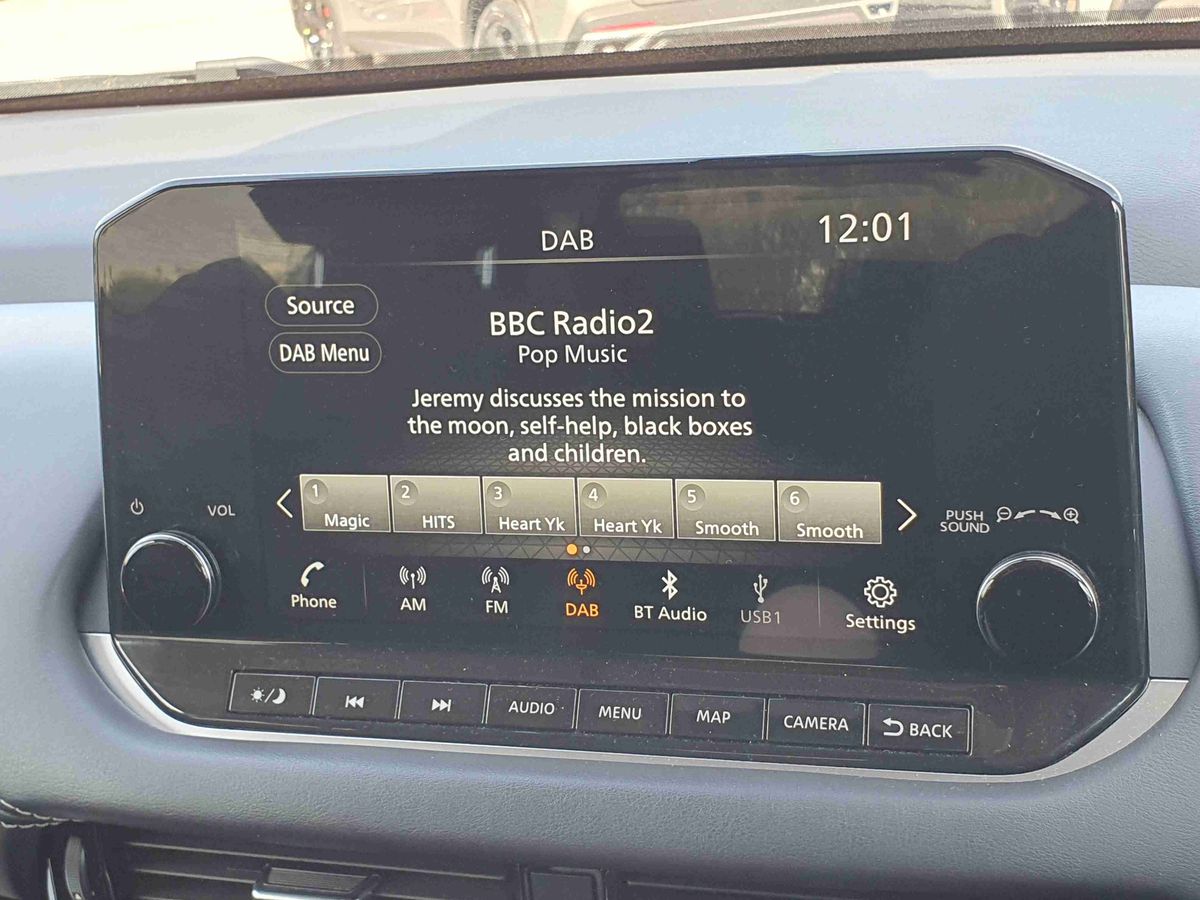 DAB
12:01
Source
DAB Menu
BBC Radio2
Pop Music
Jeremy discusses the mission to
the moon, self-help, black boxes
and children.
1 Magic
2 HITS
3 Heart Yk
4 Heart Yk
5 Smooth
6 Smooth
VOL
PUSH
SOUND
Phone
AM
FM
DAB
BT Audio
USB1
Settings
AUDIO
MENU
MAP
CAMERA
BACK